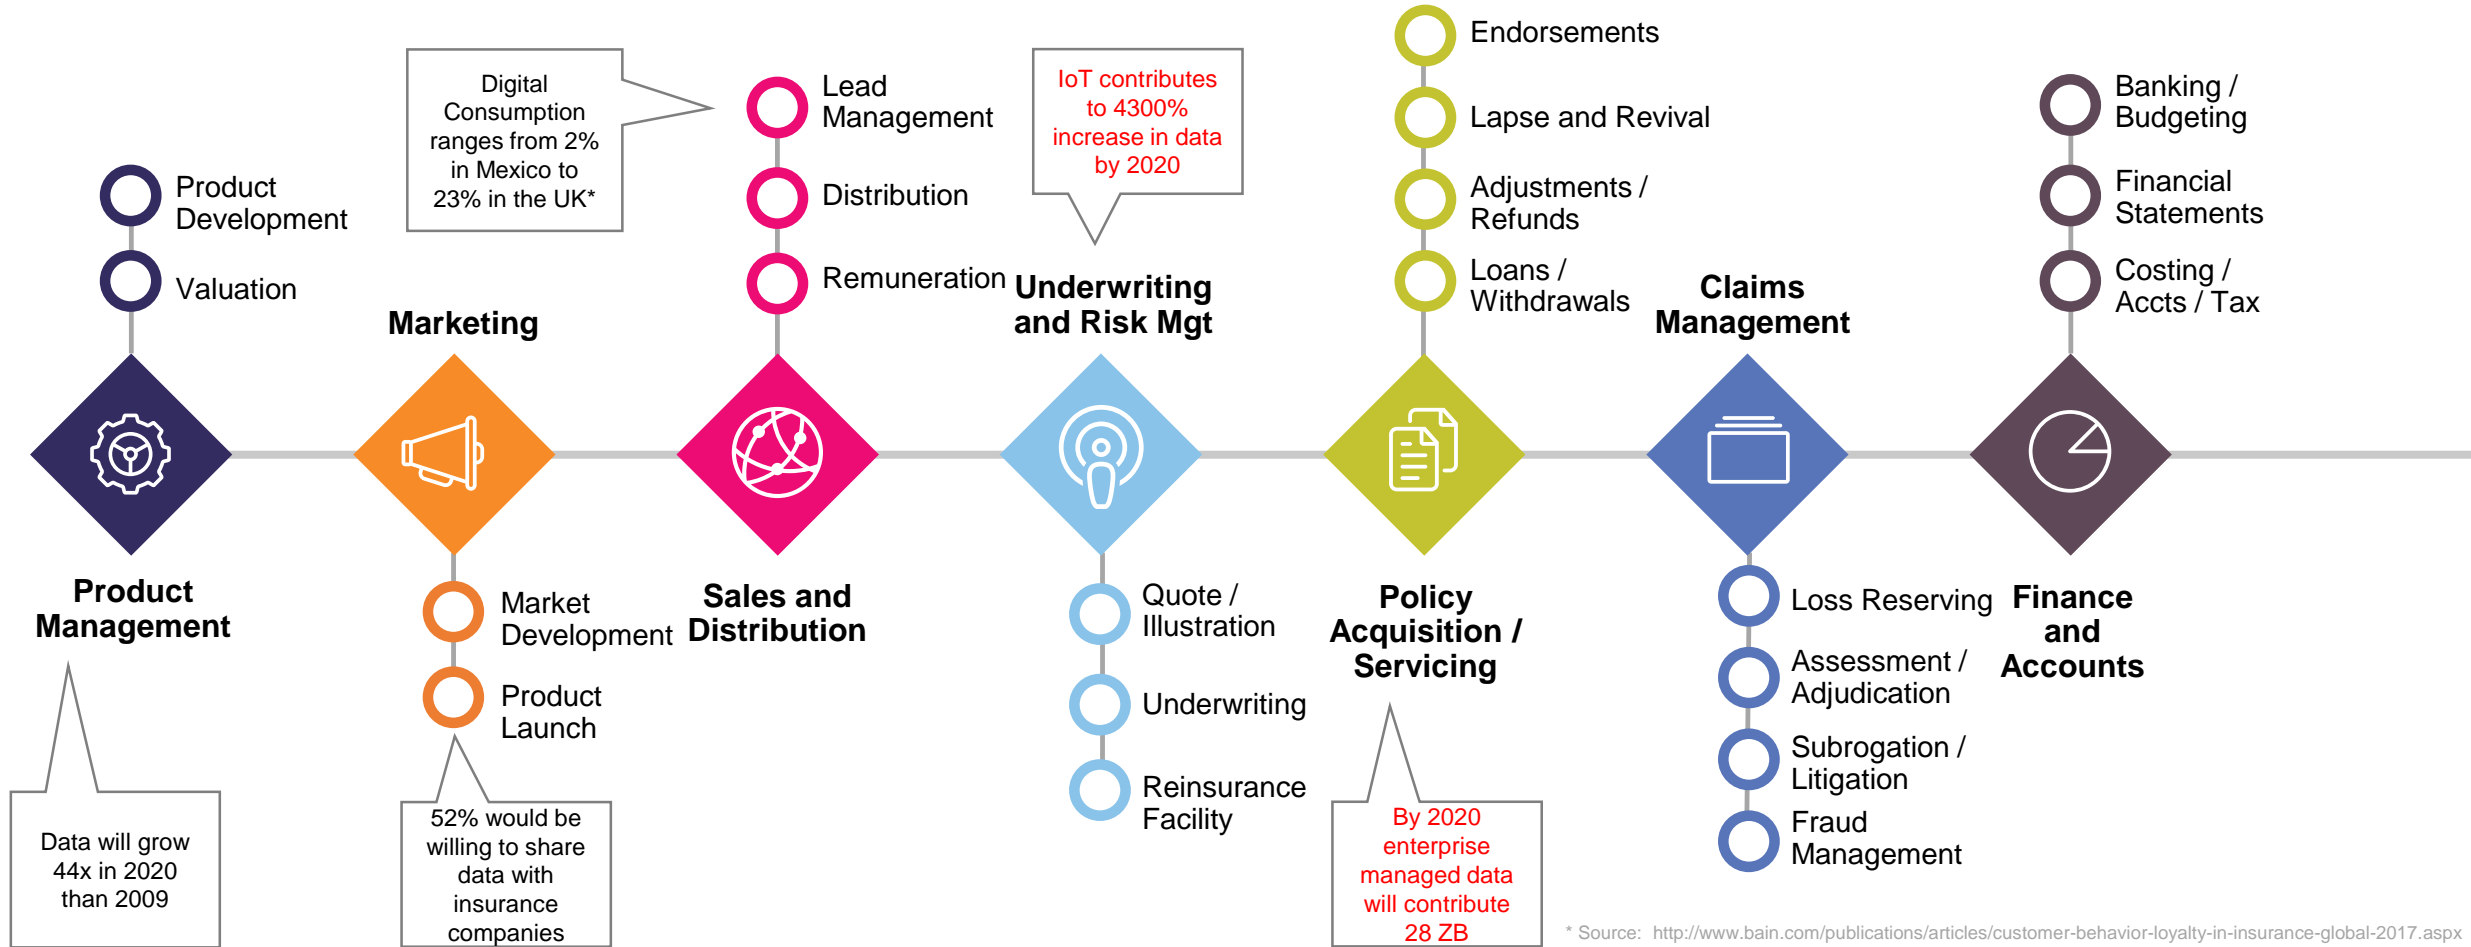 Product
Development
Valuation
Product
Management
Data will grow
44x in 2020
than 2009
Marketing
Market
Development
Product
Launch
52% would be
willing to share
data with
insurance
companies
Digital
Consumption
ranges from 2%
in Mexico to
23% in the UK*
Lead
Management
Distribution
Remuneration
Sales and
Distribution
IoT contributes
to 4300%
increase in data
by 2020
Underwriting
and Risk Mgt
Quote /
Illustration
Underwriting
Reinsurance
Facility
Endorsements
Lapse and Revival
Adjustments /
Refunds
Loans /
Withdrawals
Policy
Acquisition /
Servicing
By 2020
enterprise
managed data
will contribute
28 ZB
Claims
Management
Loss Reserving
Assessment /
Adjudication
Subrogation /
Litigation
Fraud
Management
Banking /
Budgeting
Financial
Statements
Costing /
Accts / Tax
Finance
and
Accounts
* Source: http://www.bain.com/publications/articles/customer-behavior-loyalty-in-insurance-global-2017.aspx